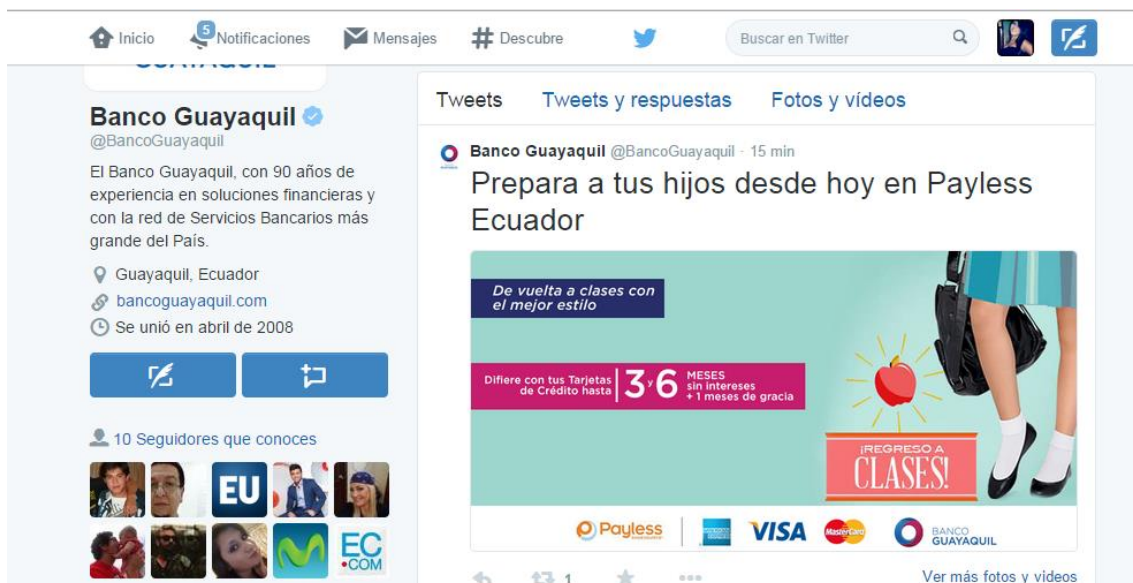 Inicio
5
Notificaciones
Mensajes
# Descubre
Buscar en Twitter
GUAYAQUIL
Banco Guayaquil
@BancoGuayaquil
El Banco Guayaquil, con 90 años de
experiencia en soluciones financieras y
con la red de Servicios Bancarios más
grande del País.
Guayaquil, Ecuador
bancoguayaquil.com
Se unió en abril de 2008
10 Seguidores que conoces
EU
EC
•COM
Tweets
Tweets y respuestas
Fotos y vídeos
Banco Guayaquil @BancoGuayaquil · 15 min
Prepara a tus hijos desde hoy en Payless
Ecuador
De vuelta a clases con
el mejor estilo
Difiere con tus Tarjetas
de Crédito hasta
3 y 6
MESES
sin intereses
+ 1 meses de gracia
¡REGRESO A
CLASES!
Payless
VISA
MasterCard
BANCO
GUAYAQUIL
1
Ver más fotos y videos